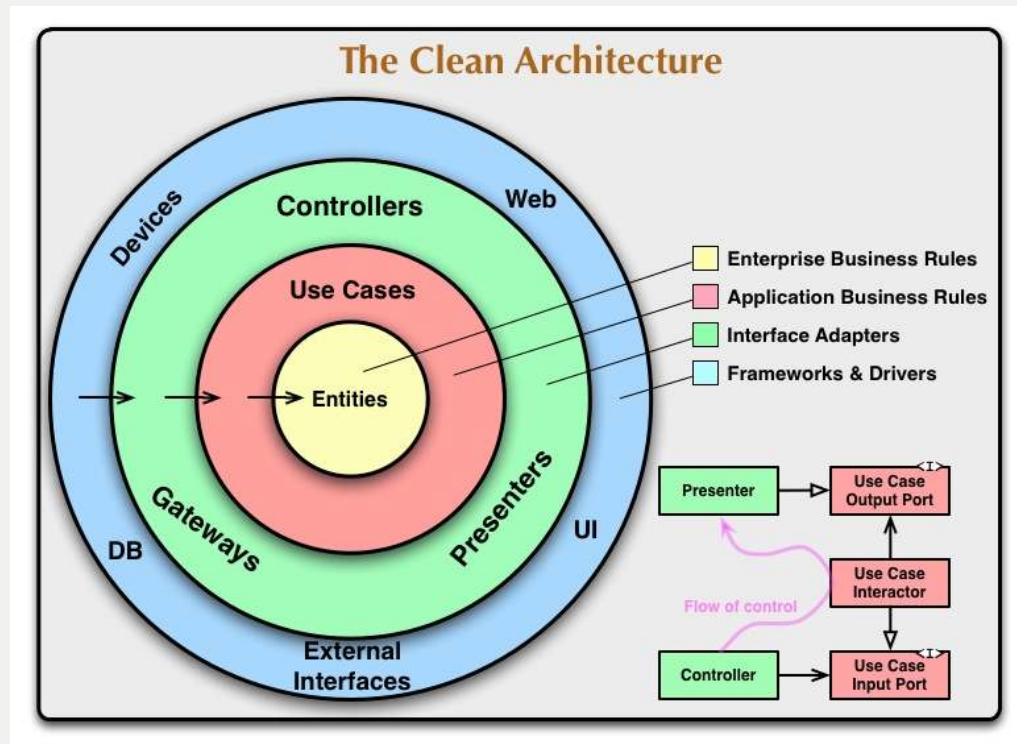 The Clean Architecture
Devices
Web
Controllers
Use Cases
Entities
Gateways
Presenters
DB
UI
External
Interfaces
Enterprise Business Rules
Application Business Rules
Interface Adapters
Frameworks & Drivers
Presenter
<I>
Use Case
Output Port
Flow of control
Use Case
Interactor
Controller
<I>
Use Case
Input Port